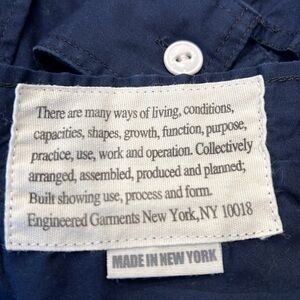 There are many ways of living, conditions,
capacities, shapes, growth, function, purpose,
practice, use, work and operation. Collectively
arranged, assembled, produced and planned;
Built showing use, process and form.
Engineered Garments New York, NY 10018
MADE IN NEW YORK